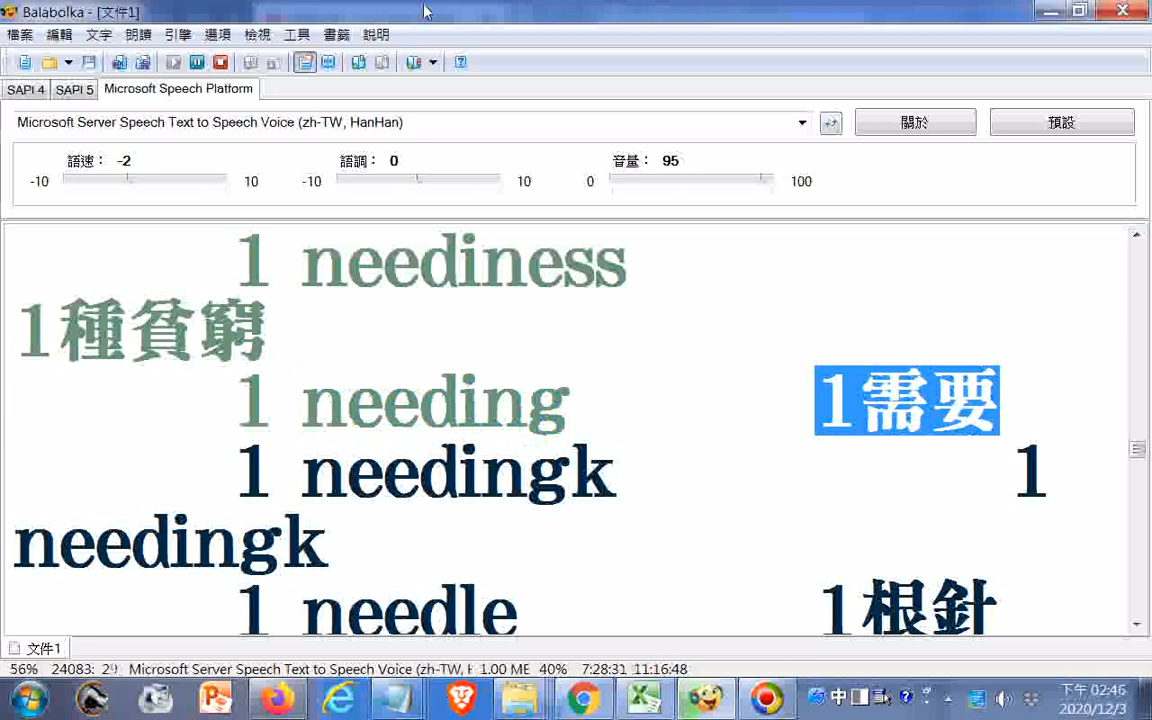 Balabolka - [文件1]
檔案 編輯 文字 朗讀 引擎 選項 檢視 工具 書籤 說明
SAPI 4 SAPI 5 Microsoft Speech Platform
Microsoft Server Speech Text to Speech Voice (zh-TW, HanHan) 關於 預設
語速： -2 語調： 0 音量： 95
-10 10 -10 10 0 100
1 neediness
1種貧窮
1 needing 1需要
1 needingk 1
needingk
1 needle 1根針
文件1
56% 24083: Microsoft Server Speech Text to Speech Voice (zh-TW, 1.00 ME 40% 7:28:31 11:16:48
中 下午 02:46
2020/12/3